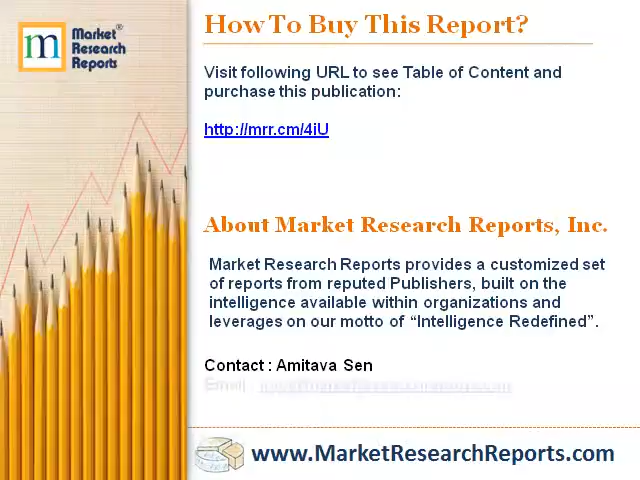 m
Market®
Research
Reports
How To Buy This Report?
Visit following URL to see Table of Content and
purchase this publication:
http://mrr.cm/4iU
About Market Research Reports, Inc.
Market Research Reports provides a customized set
of reports from reputed Publishers, built on the
intelligence available within organizations and
leverages on our motto of “Intelligence Redefined”.
Contact : Amitava Sen
Email :
www.MarketResearchReports.com